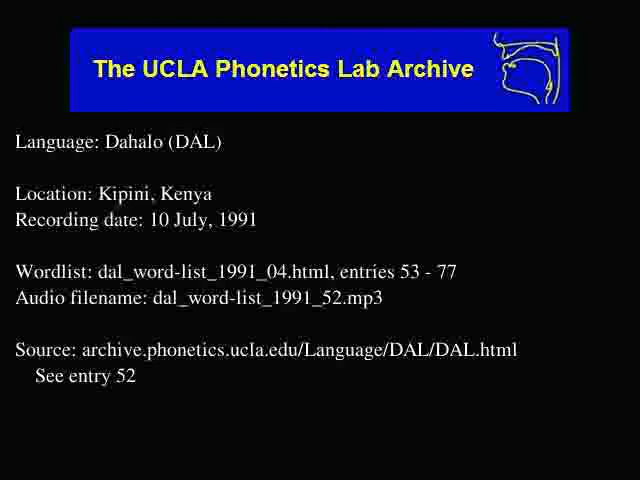 The UCLA Phonetics Lab Archive
Language: Dahalo (DAL)
Location: Kipini, Kenya
Recording date: 10 July, 1991
Wordlist: dal_word-list_1991_04.html, entries 53 - 77
Audio filename: dal_word-list_1991_52.mp3
Source: archive.phonetics.ucla.edu/Language/DAL/DAL.html
See entry 52